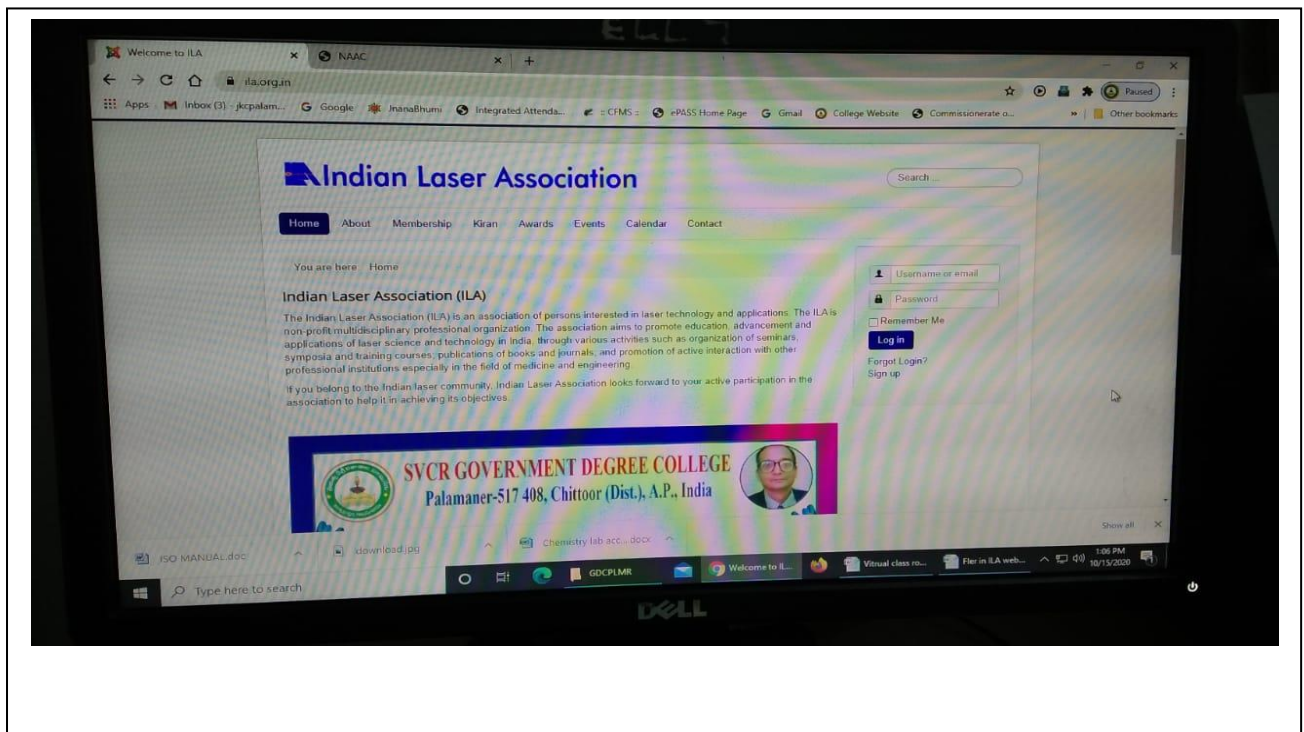 Welcome to ILA
NAAC
ila.org.in
Paused
Apps
Inbox (3) - jkcpalam...
Google
JnanaBhumi
Integrated Attenda...
:: CFMS ::
ePASS Home Page
Gmail
College Website
Commissionerate o...
Other bookmarks
Indian Laser Association
Search ...
Home About Membership Kiran Awards Events Calendar Contact
You are here: Home
Indian Laser Association (ILA)
The Indian Laser Association (ILA) is an association of persons interested in laser technology and applications. The ILA is
non-profit multidisciplinary professional organization. The association aims to promote education, advancement and
applications of laser science and technology in India, through various activities such as organization of seminars,
symposia and training courses, publications of books and journals, and promotion of active interaction with other
professional institutions especially in the field of medicine and engineering.
If you belong to the Indian laser community, Indian Laser Association looks forward to your active participation in the
association to help it in achieving its objectives
Username or email
Password
Remember Me
Log in
Forgot Login?
Sign up
SVCR GOVERNMENT DEGREE COLLEGE
Palamaner-517 408, Chittoor (Dist.), A.P., India
ISO MANUAL.doc
download.jpg
Chemistry lab acc....docx
Show all
Type here to search
GDCPLMR
Welcome to IL...
Vitrual class ro...
Fler in ILA web...
1:06 PM
10/15/2020
DELL